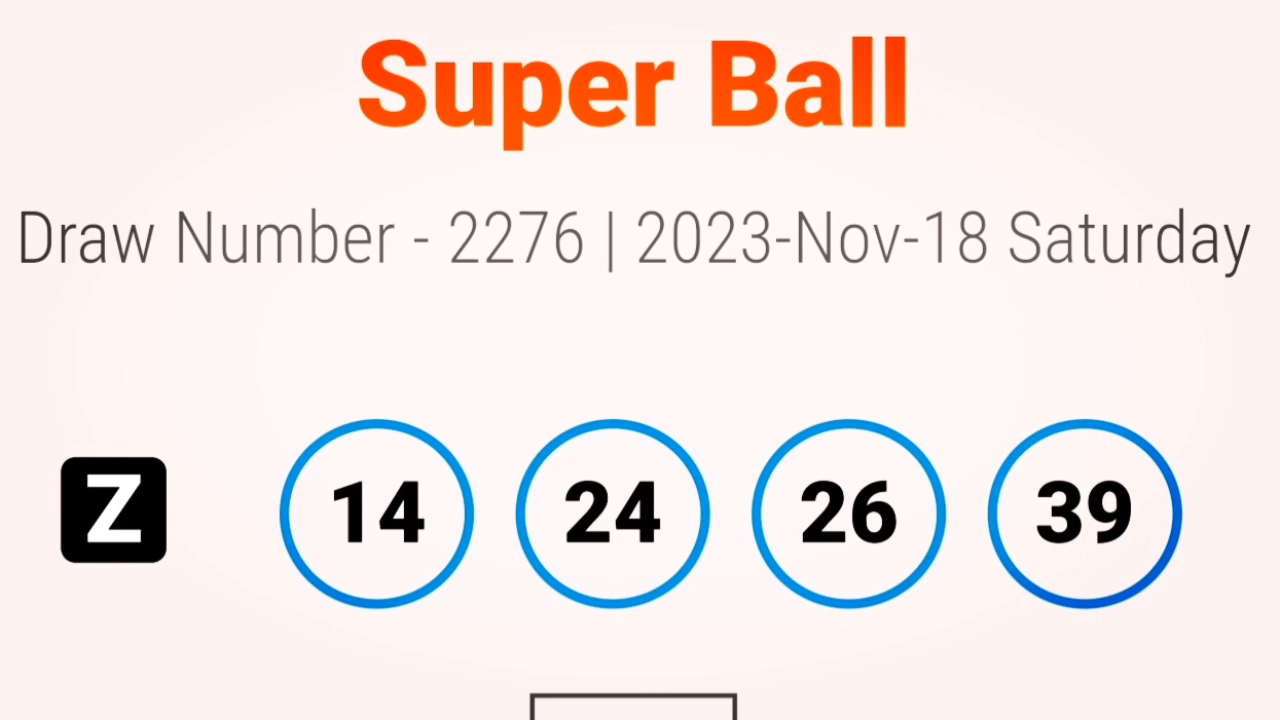 Super Ball
Draw Number - 2276 | 2023-Nov-18 Saturday
Z 14 24 26 39